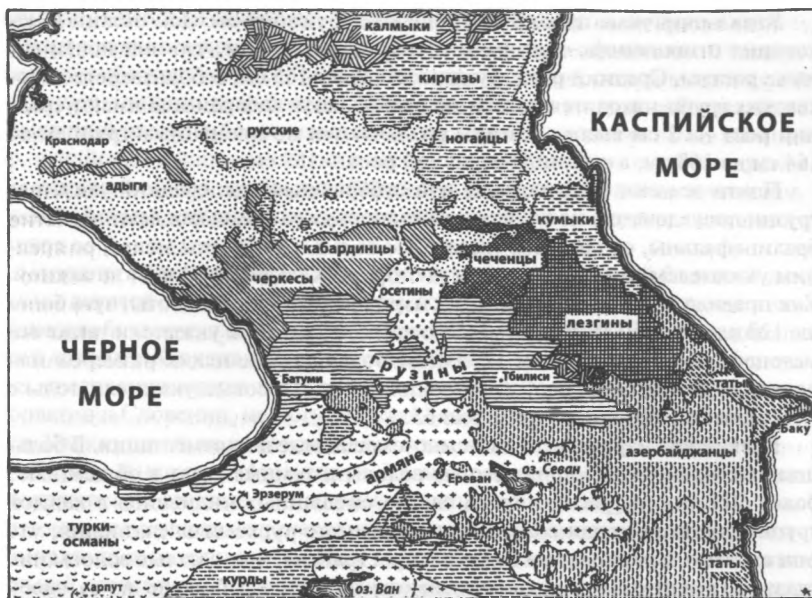 калмыки
киргизы
КАСПИЙСКОЕ
МОРЕ
русские
Краснодар
ногайцы
адыги
кумыки
кабардинцы
чеченцы
черкесы
осетины
лезгины
ЧЕРНОЕ
МОРЕ
грузины
Батуми
Тбилиси
таты
Баку
азербайджанцы
армяне
оз. Севан
Ереван
Эрзерум
турки-
османы
таты
курды
Харпут
оз. Ван